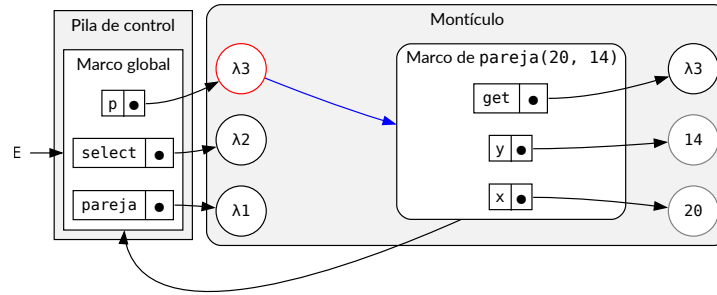 Pila de control
Montículo
Marco global
Marco de pareja(20, 14)
p
λ3
get
λ3
E
select
λ2
y
14
pareja
λ1
x
20